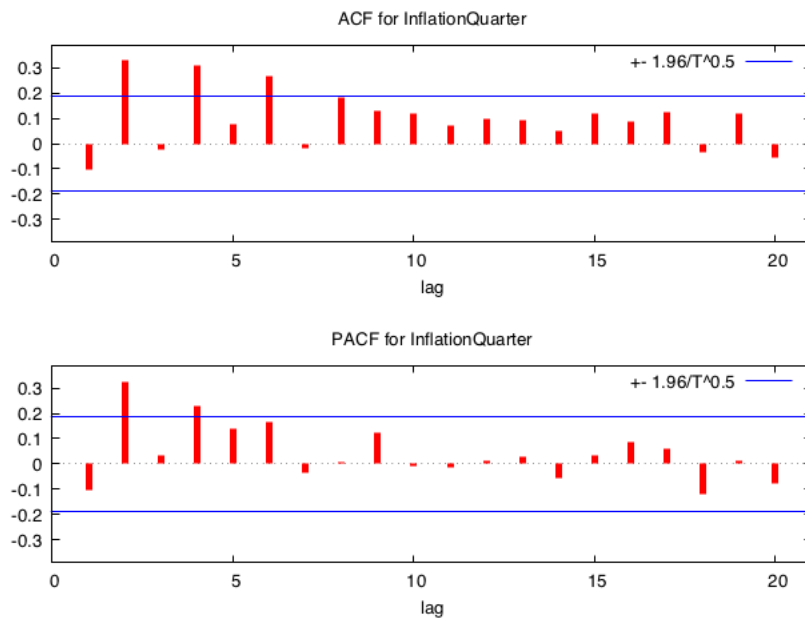 ACF for InflationQuarter
+- 1.96/T^0.5
0.3
0.2
0.1
0
-0.1
-0.2
-0.3
0 5 10 15 20
lag
PACF for InflationQuarter
+- 1.96/T^0.5
0.3
0.2
0.1
0
-0.1
-0.2
-0.3
0 5 10 15 20
lag